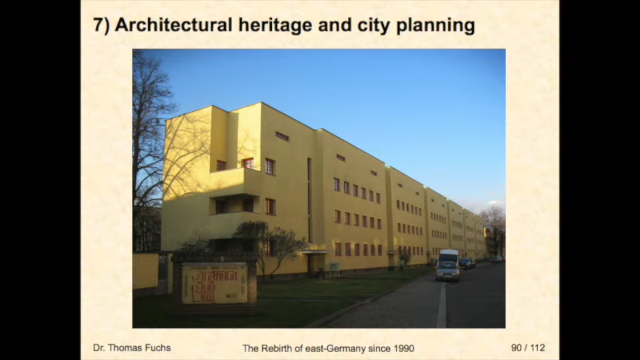 7) Architectural heritage and city planning
Dr. Thomas Fuchs
The Rebirth of east-Germany since 1990
90 / 112